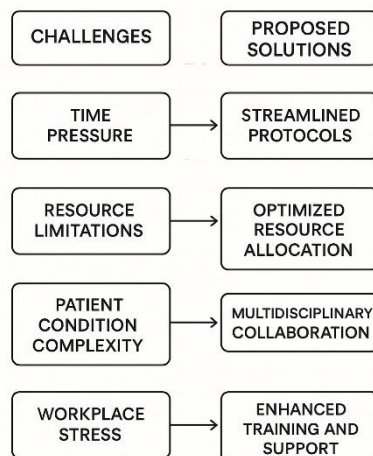 CHALLENGES
PROPOSED
SOLUTIONS
TIME
PRESSURE
STREAMLINED
PROTOCOLS
RESOURCE
LIMITATIONS
OPTIMIZED
RESOURCE
ALLOCATION
PATIENT
CONDITION
COMPLEXITY
MULTIDISCIPLINARY
COLLABORATION
WORKPLACE
STRESS
ENHANCED
TRAINING AND
SUPPORT